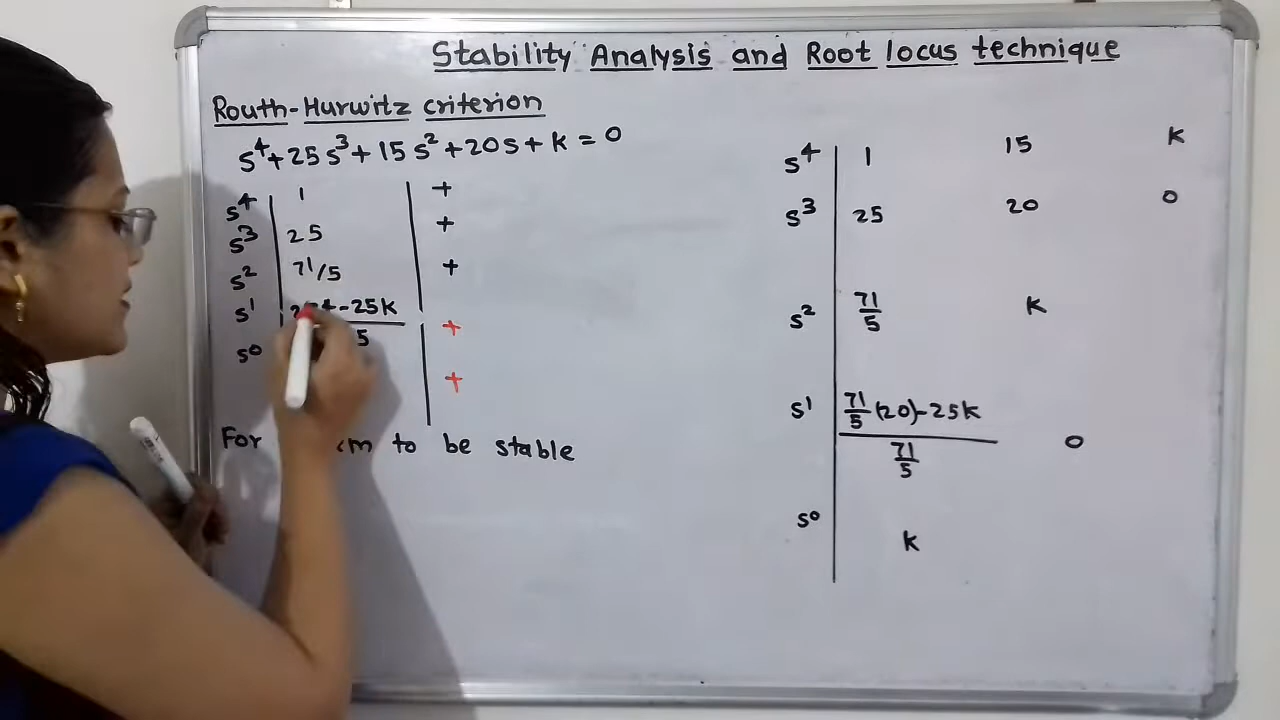 Stability Analysis and Root locus technique
Routh-Hurwitz criterion
s⁴+25s³+15s²+20s+k=0
s⁴ 1 +
s³ 25 +
s² 71/5 +
s¹ -25k +
5
s⁰ +
For to be stable
s⁴ 1 15 k
s³ 25 20 0
s² 71/5 k
s¹ 71/5 (20)-25k 0
71/5
s⁰ k